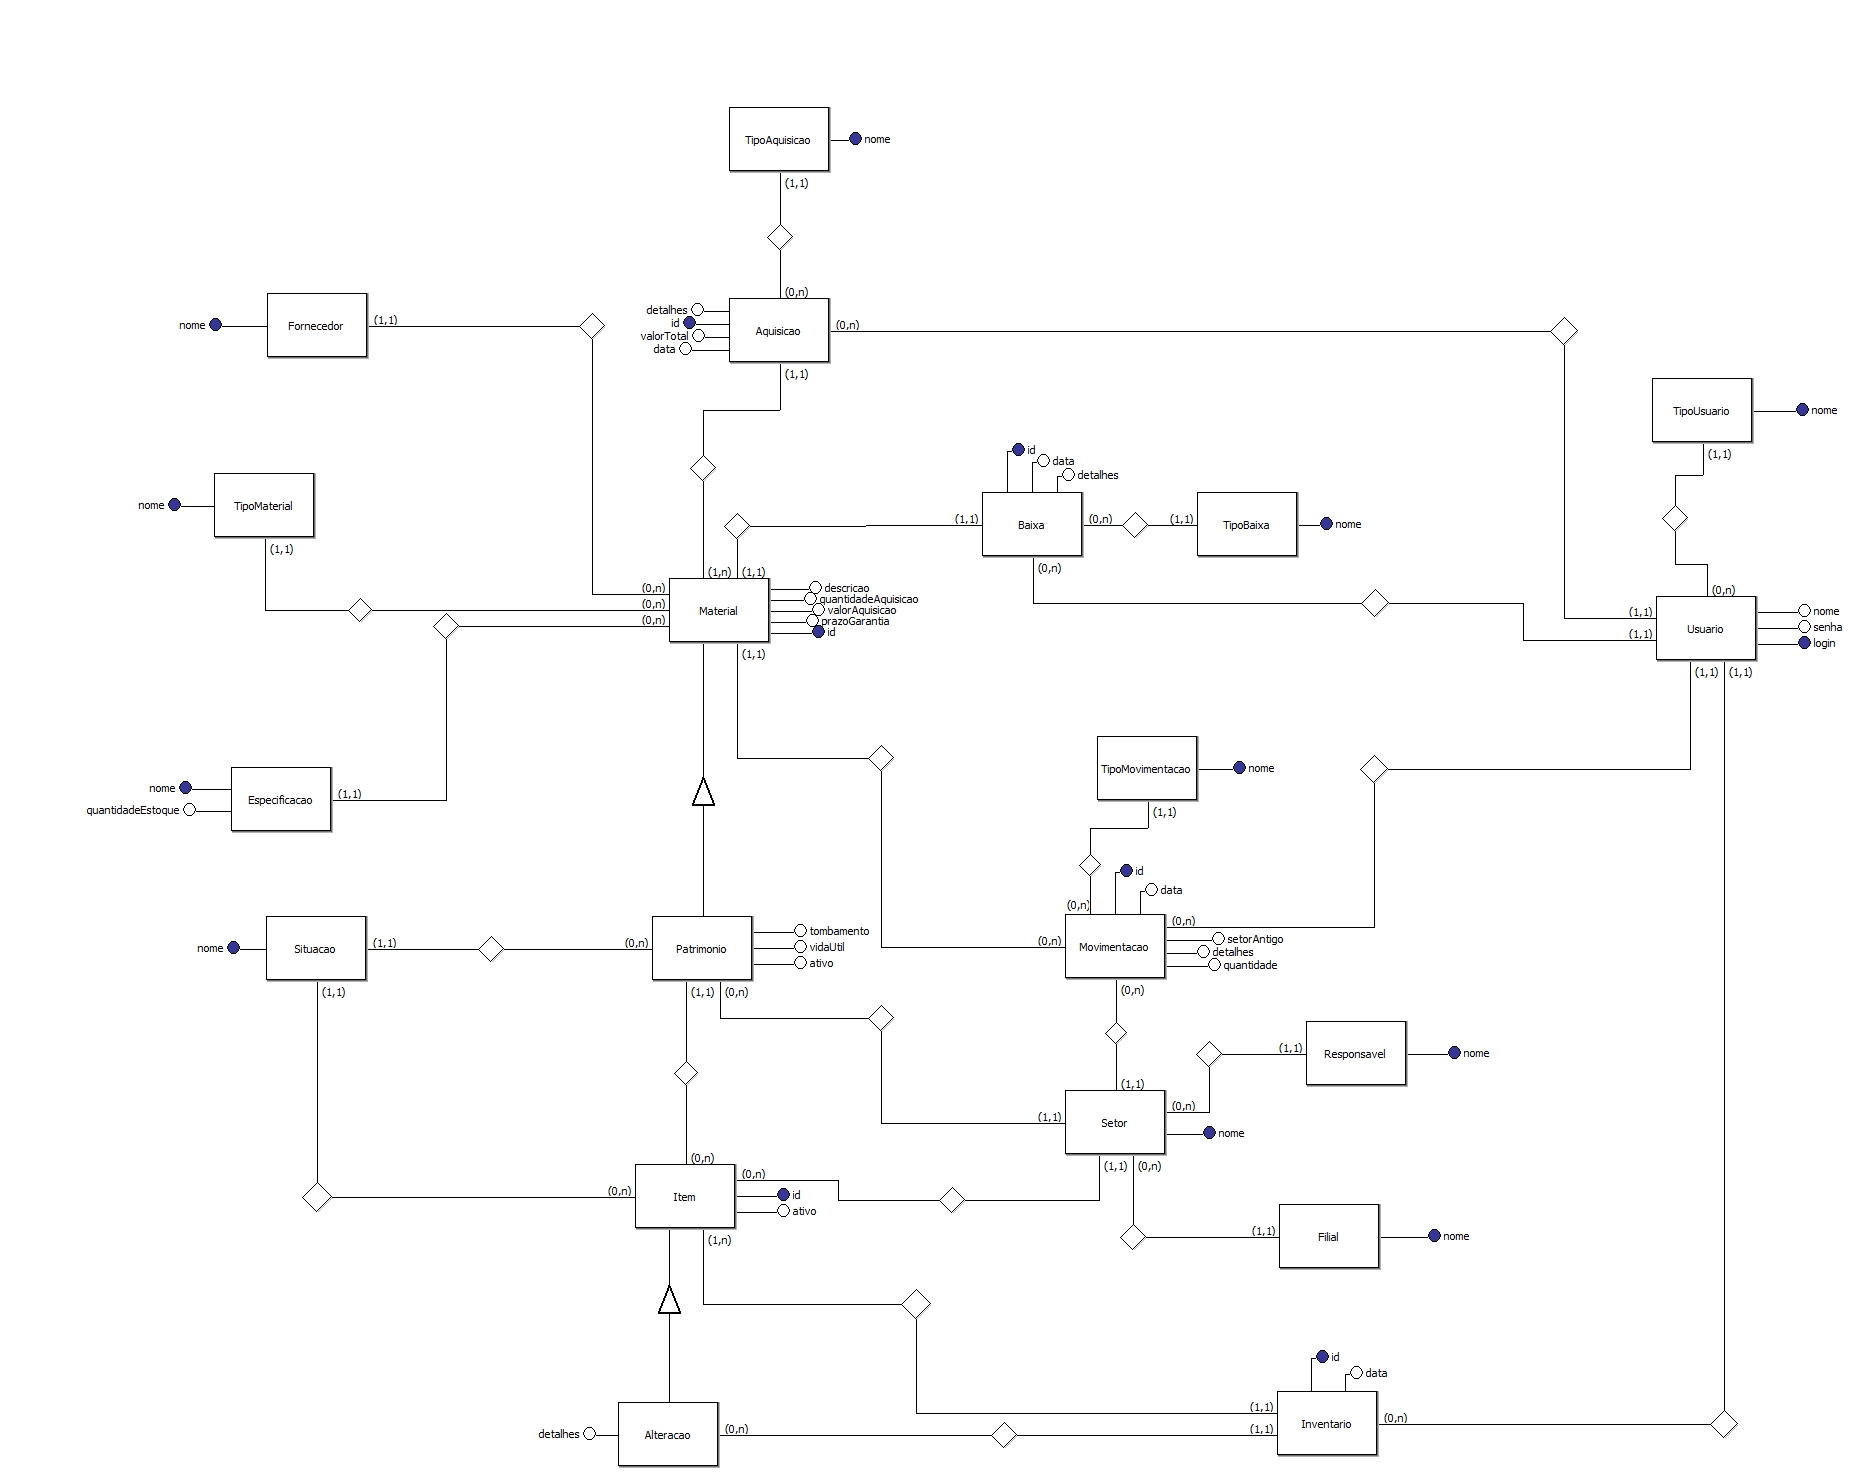 TipoAquisicao
nome
(1,1)
(0,n)
detalhes
id
valorTotal
data
Aquisicao
(0,n)
(1,1)
nome
Fornecedor
(1,1)
TipoUsuario
nome
(1,1)
nome
TipoMaterial
(1,1)
id
data
detalhes
(1,1)
Baixa
(0,n)
(1,1)
TipoBaixa
nome
(0,n)
(1,n)
(1,1)
(0,n)
(0,n)
(0,n)
Material
descricao
quantidadeAquisicao
valorAquisicao
prazoGarantia
id
(1,1)
(0,n)
(1,1)
(1,1)
Usuario
nome
senha
login
(1,1)
(1,1)
nome
quantidadeEstoque
Especificacao
(1,1)
TipoMovimentacao
nome
(1,1)
id
data
(0,n)
(0,n)
(0,n)
Movimentacao
setorAntigo
detalhes
quantidade
(0,n)
nome
Situacao
(1,1)
(0,n)
Patrimonio
tombamento
vidaUtil
ativo
(1,1)
(1,1)
(0,n)
(1,1)
Responsavel
nome
(1,1)
(1,1)
Setor
(0,n)
nome
(1,1)
(0,n)
(0,n)
(0,n)
(0,n)
Item
id
ativo
(1,n)
(1,1)
Filial
nome
id
data
(1,1)
(1,1)
Inventario
(0,n)
detalhes
Alteracao
(0,n)